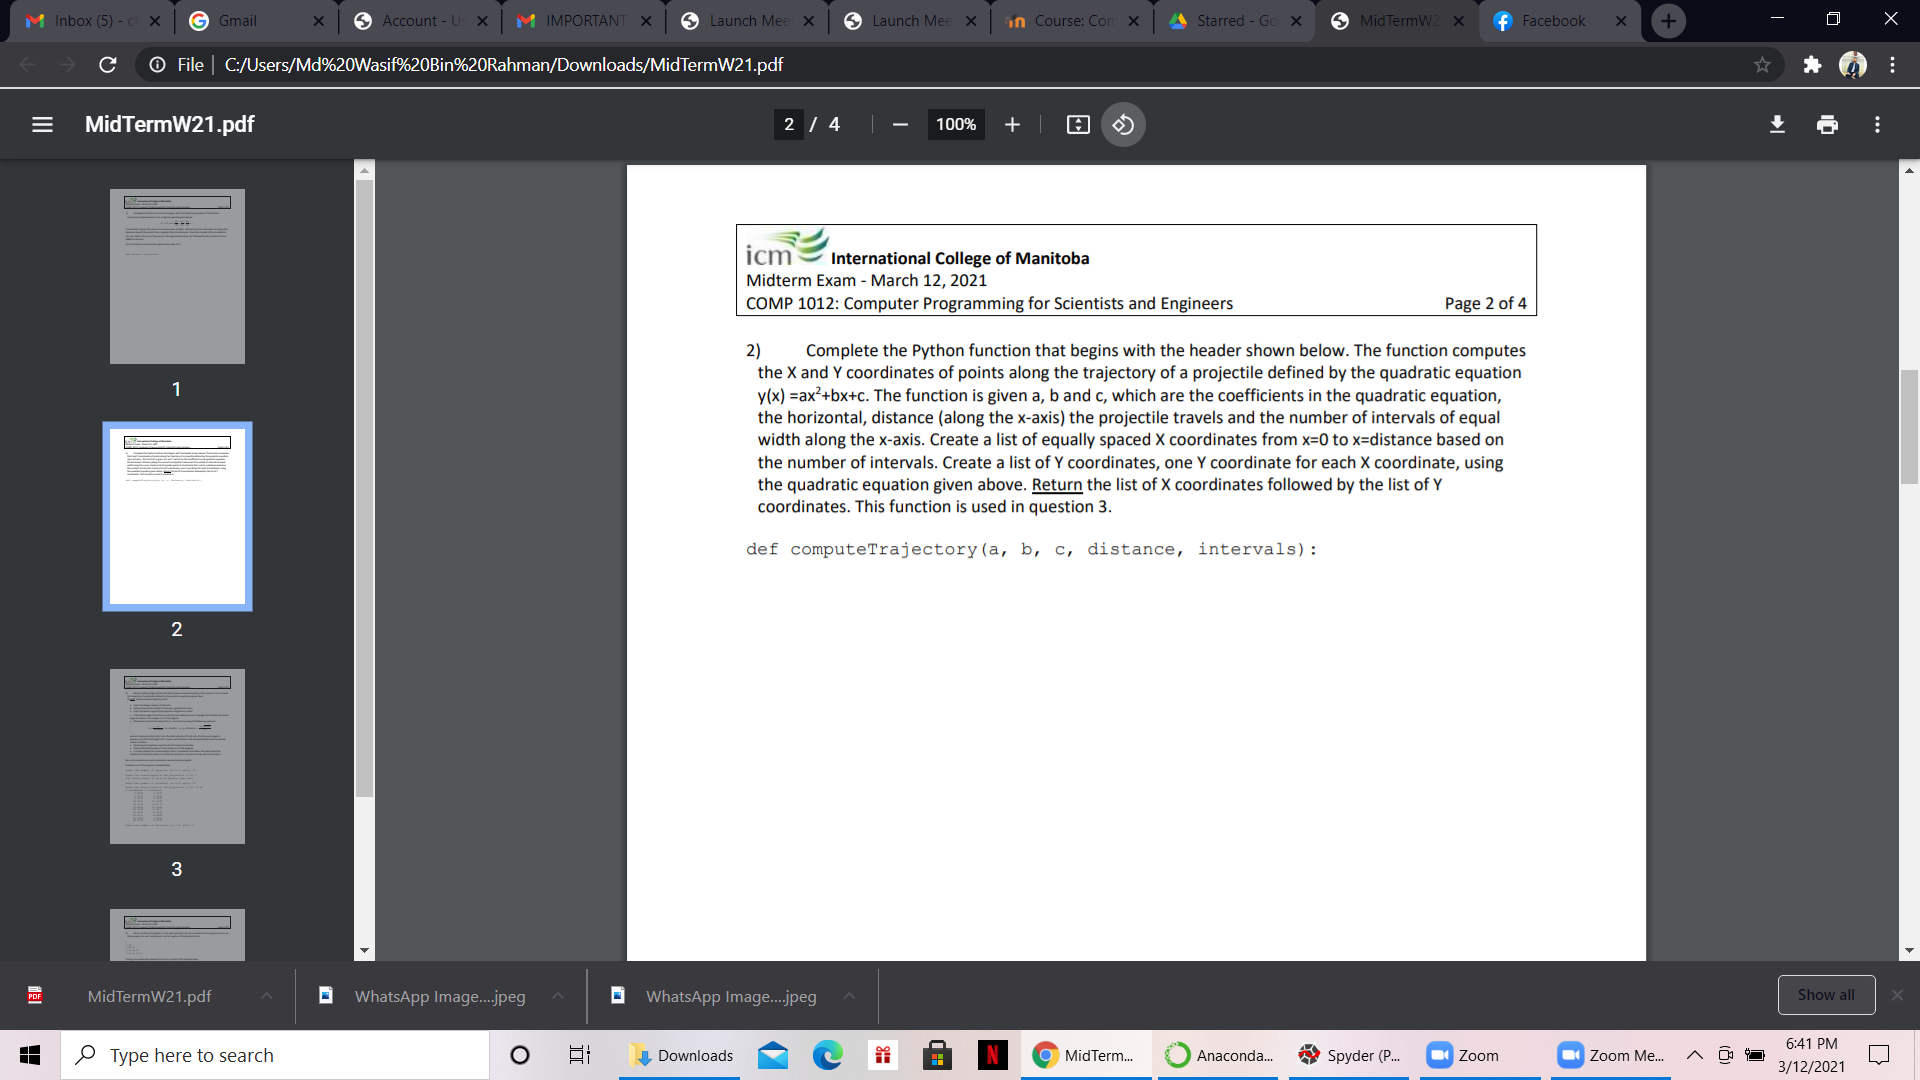 Inbox (5) - c
Gmail
Account - U
IMPORTANT
Launch Mee
Launch Mee
Course: Com
Starred - Go
MidTermW2
Facebook
File
C:/Users/Md%20Wasif%20Bin%20Rahman/Downloads/MidTermW21.pdf
MidTermW21.pdf
2 / 4
100%
1
2
3
icm International College of Manitoba
Midterm Exam - March 12, 2021
COMP 1012: Computer Programming for Scientists and Engineers Page 2 of 4
2) Complete the Python function that begins with the header shown below. The function computes
the X and Y coordinates of points along the trajectory of a projectile defined by the quadratic equation
y(x) =ax²+bx+c. The function is given a, b and c, which are the coefficients in the quadratic equation,
the horizontal, distance (along the x-axis) the projectile travels and the number of intervals of equal
width along the x-axis. Create a list of equally spaced X coordinates from x=0 to x=distance based on
the number of intervals. Create a list of Y coordinates, one Y coordinate for each X coordinate, using
the quadratic equation given above. Return the list of X coordinates followed by the list of Y
coordinates. This function is used in question 3.
def computeTrajectory(a, b, c, distance, intervals):
PDF
MidTermW21.pdf
WhatsApp Image....jpeg
WhatsApp Image....jpeg
Show all
Type here to search
Downloads
MidTerm...
Anaconda...
Spyder (P...
Zoom
Zoom Me...
6:41 PM
3/12/2021